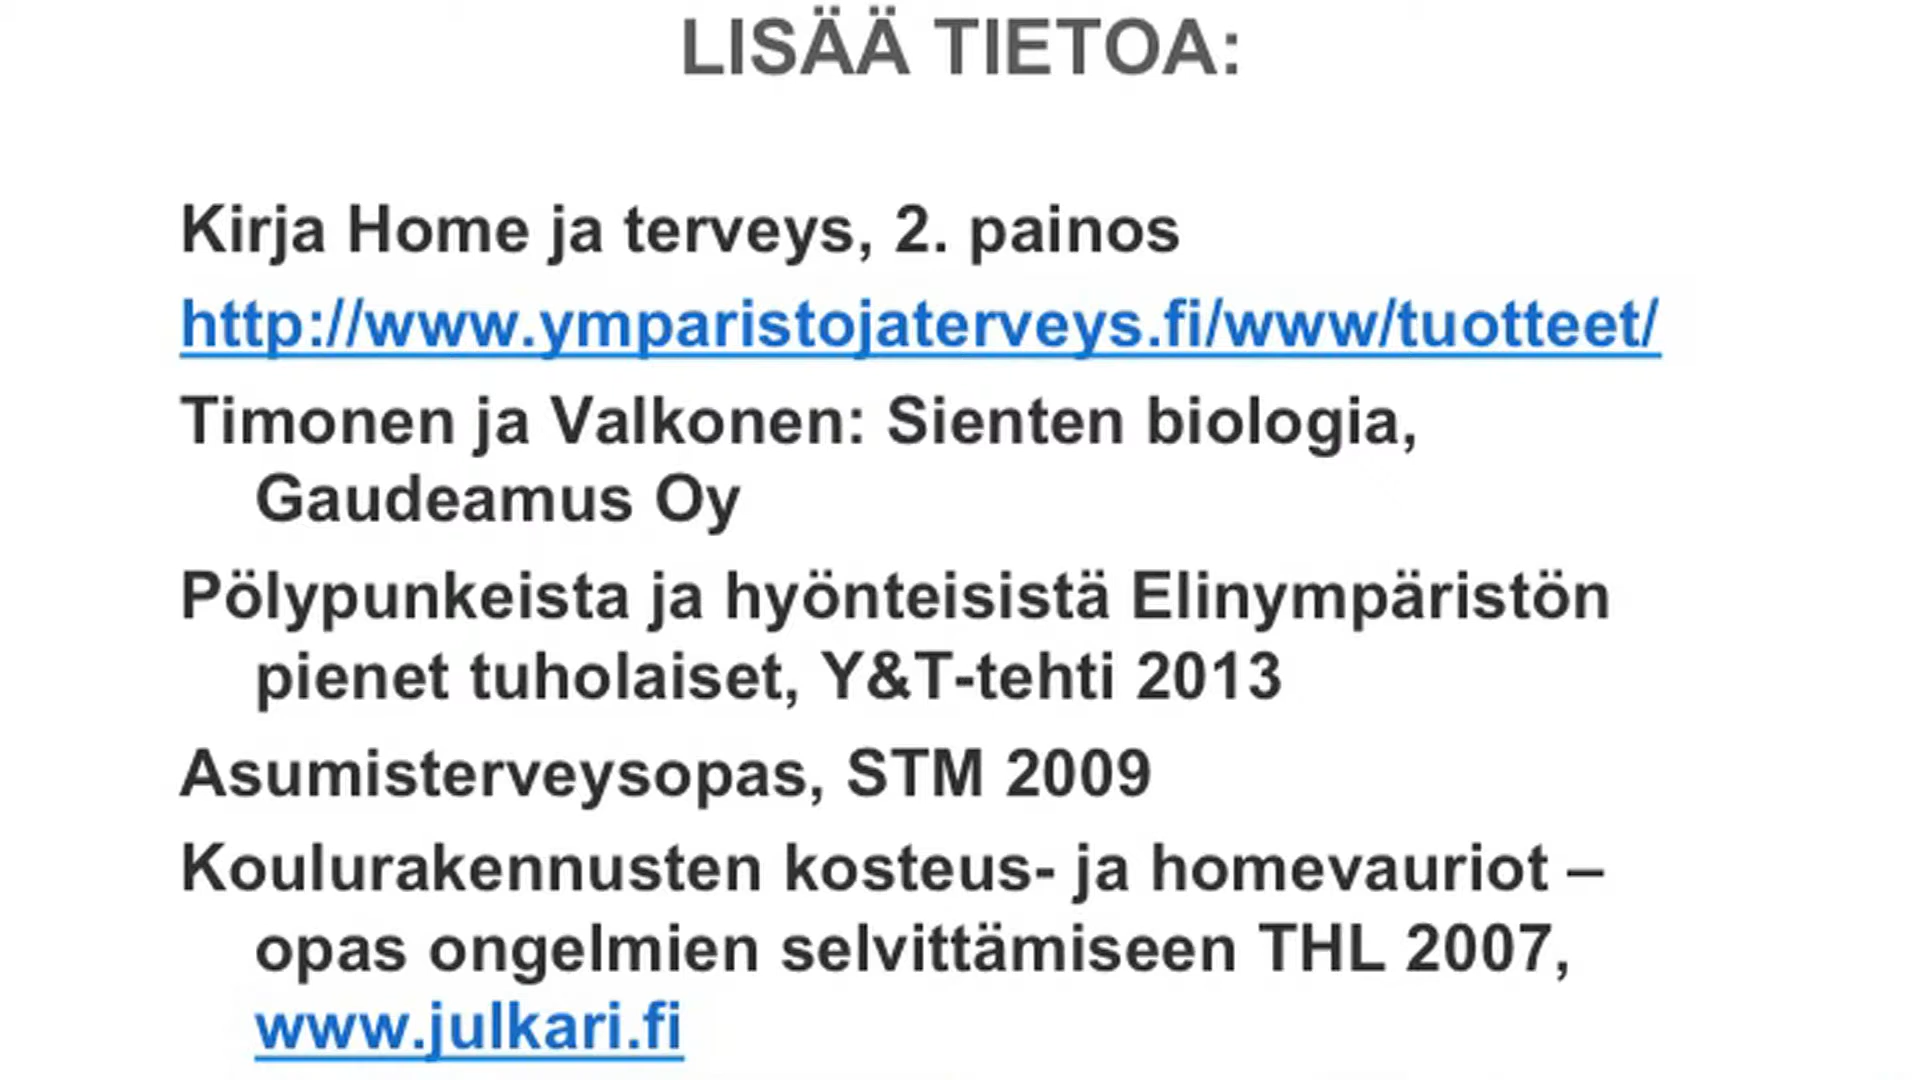 LISÄÄ TIETOA:
Kirja Home ja terveys, 2. painos
http://www.ymparistojaterveys.fi/www/tuotteet/
Timonen ja Valkonen: Sienten biologia,
Gaudeamus Oy
Pölypunkeista ja hyönteisistä Elinympäristön
pienet tuholaiset, Y&T-tehti 2013
Asumisterveysopas, STM 2009
Koulurakennusten kosteus- ja homevauriot –
opas ongelmien selvittämiseen THL 2007,
www.julkari.fi